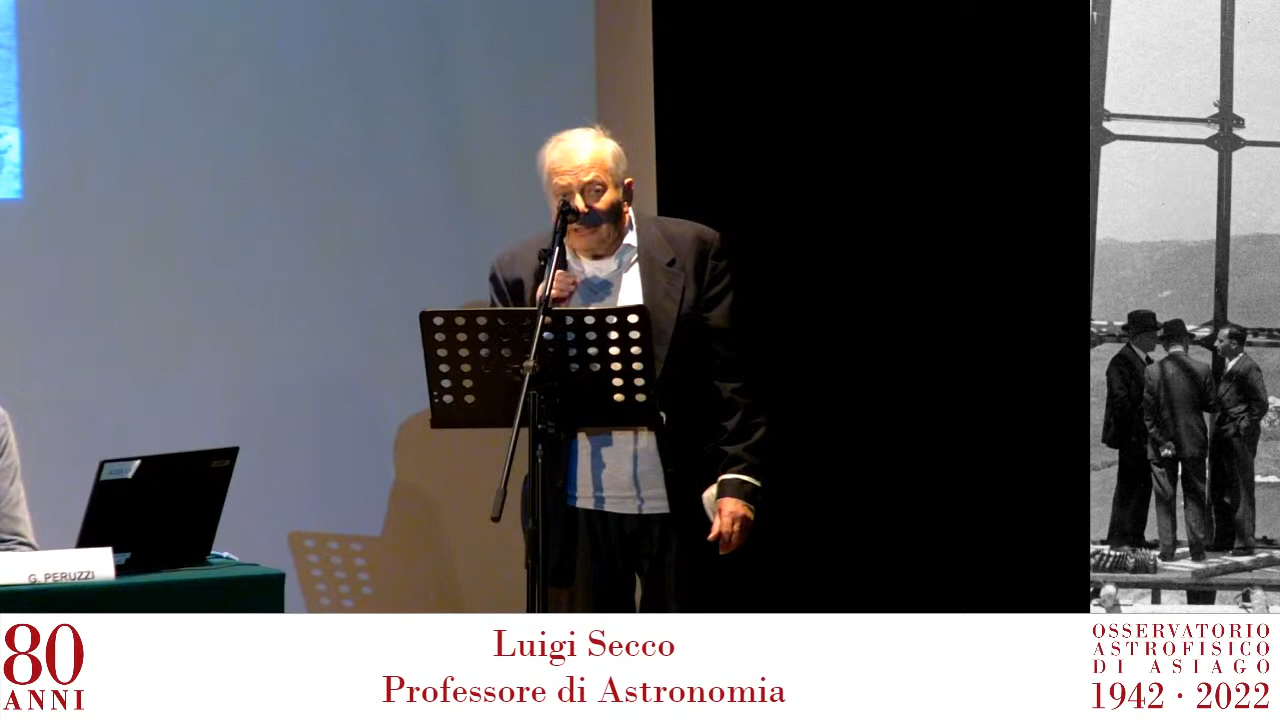 G. PERUZZI
80
ANNI
Luigi Secco
Professore di Astronomia
OSSERVATORIO
ASTROFISICO
DI ASIAGO
1942 · 2022